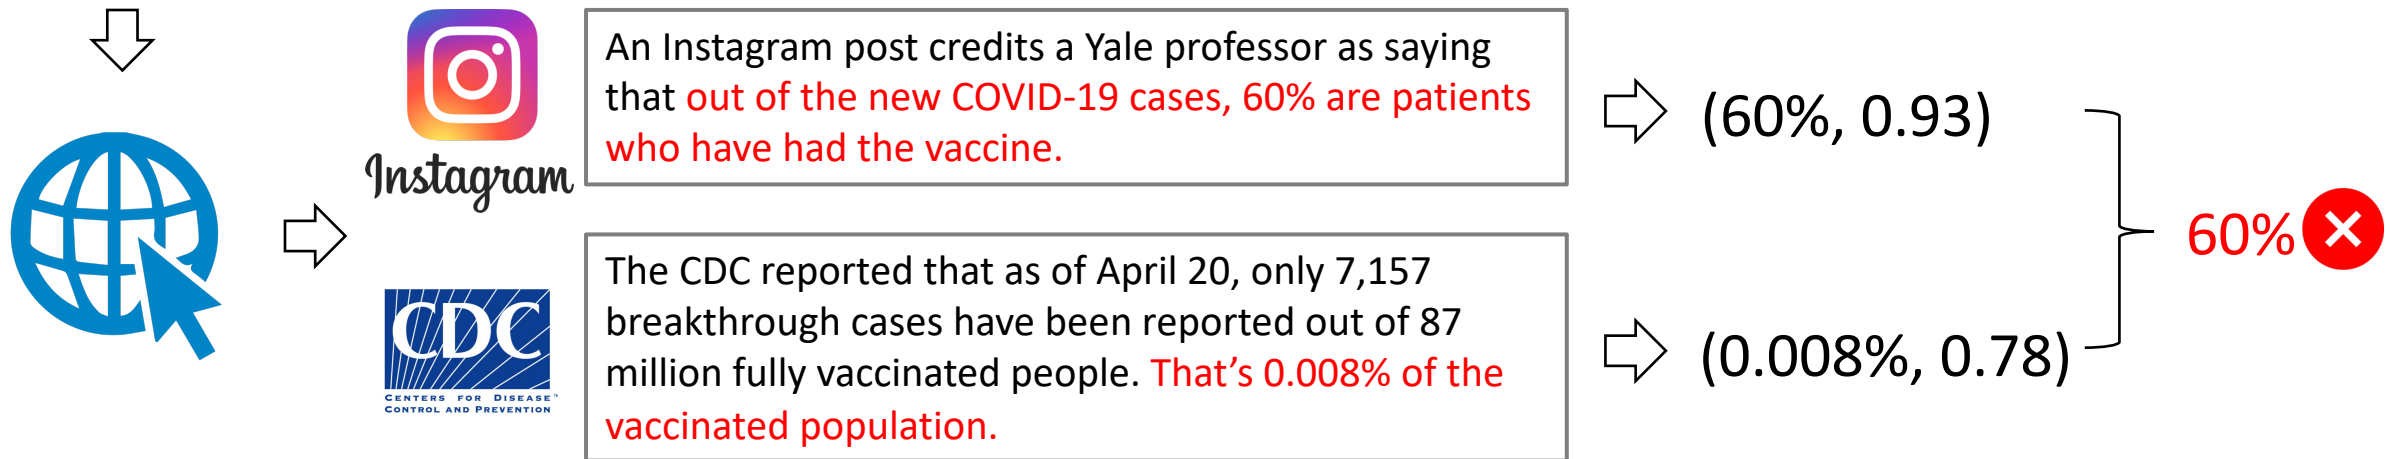 Instagram
An Instagram post credits a Yale professor as saying
that out of the new COVID-19 cases, 60% are patients
who have had the vaccine.
(60%, 0.93)
60%
CDC
CENTERS FOR DISEASE™
CONTROL AND PREVENTION
The CDC reported that as of April 20, only 7,157
breakthrough cases have been reported out of 87
million fully vaccinated people. That’s 0.008% of the
vaccinated population.
(0.008%, 0.78)